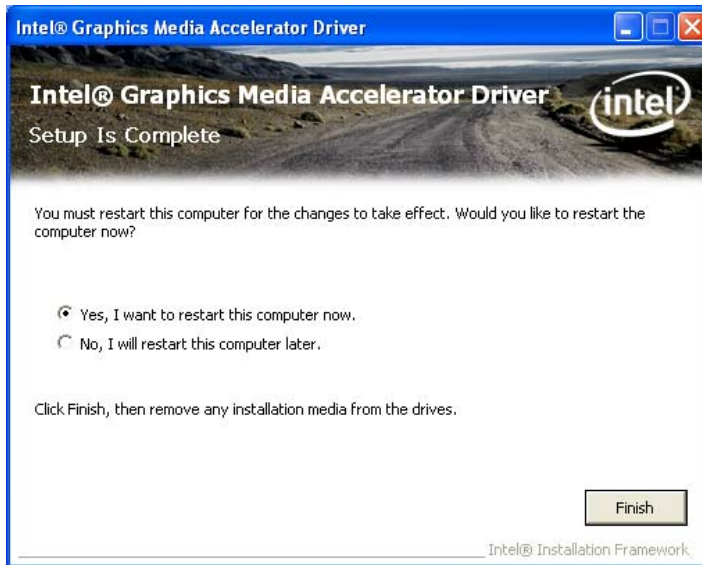 Intel® Graphics Media Accelerator Driver
Intel® Graphics Media Accelerator Driver
intel
Setup Is Complete
You must restart this computer for the changes to take effect. Would you like to restart the
computer now?
Yes, I want to restart this computer now.
No, I will restart this computer later.
Click Finish, then remove any installation media from the drives.
Finish
Intel® Installation Framework